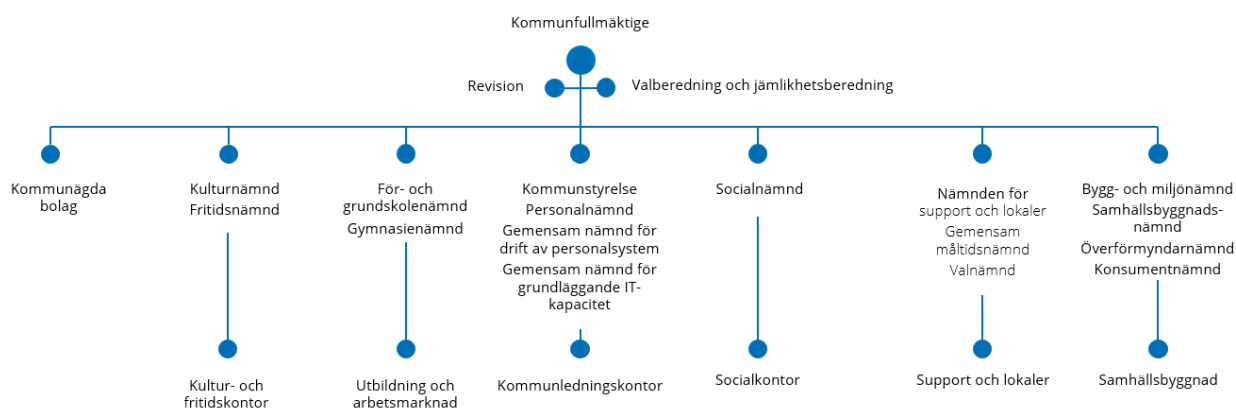 Kommunfullmäktige
Revision
Valberedning och jämlikhetsberedning
Kommunägda
bolag
Kulturnämnd
Fritidsnämnd
För- och
grundskolenämnd
Gymnasienämnd
Kommunstyrelse
Personalnämnd
Gemensam nämnd för
drift av personalsystem
Gemensam nämnd för
grundläggande IT-
kapacitet
Socialnämnd
Nämnden för
support och lokaler
Gemensam
måltidsnämnd
Valnämnd
Bygg- och miljönämnd
Samhällsbyggnads-
nämnd
Överförmyndarnämnd
Konsumentnämnd
Kultur- och
fritidskontor
Utbildning och
arbetsmarknad
Kommunledningskontor
Socialkontor
Support och lokaler
Samhällsbyggnad